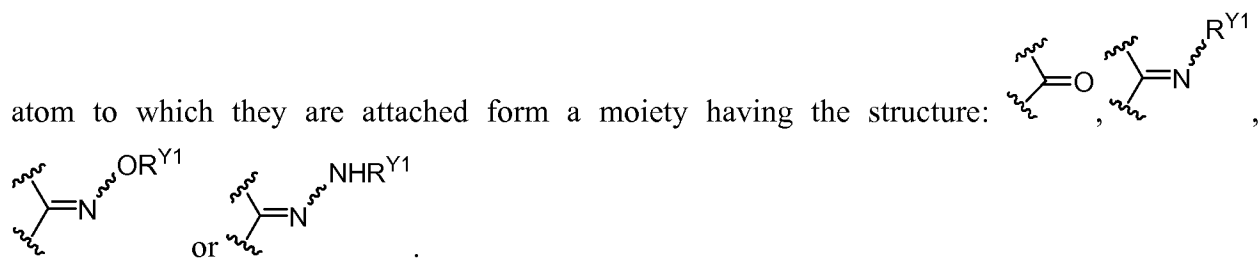 atom to which they are attached form a moiety having the structure: O , N R^Y1 ,
N OR^Y1 or N NHR^Y1 .